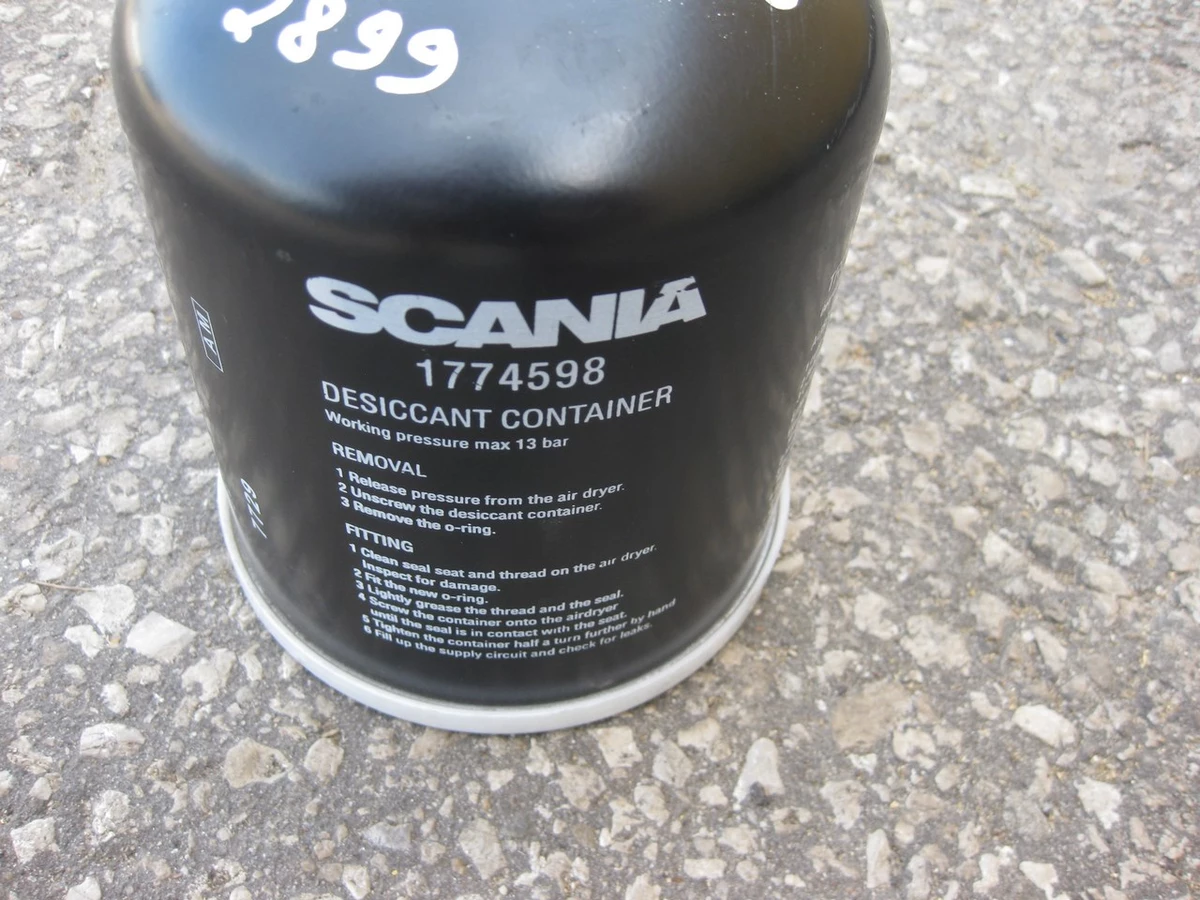 2899
SCANIA
1774598
DESICCANT CONTAINER
Working pressure max 13 bar
REMOVAL
1 Release pressure from the air dryer.
2 Unscrew the desiccant container.
3 Remove the o-ring.
FITTING
1 Clean seal seat and thread on the air dryer.
Inspect for damage.
2 Fit the new o-ring.
3 Lightly grease the thread and the seal.
4 Screw the container onto the airdryer
until the seal is in contact with the seat.
5 Tighten the container half a turn further by hand
6 Fill up the supply circuit and check for leaks.
AM
7729